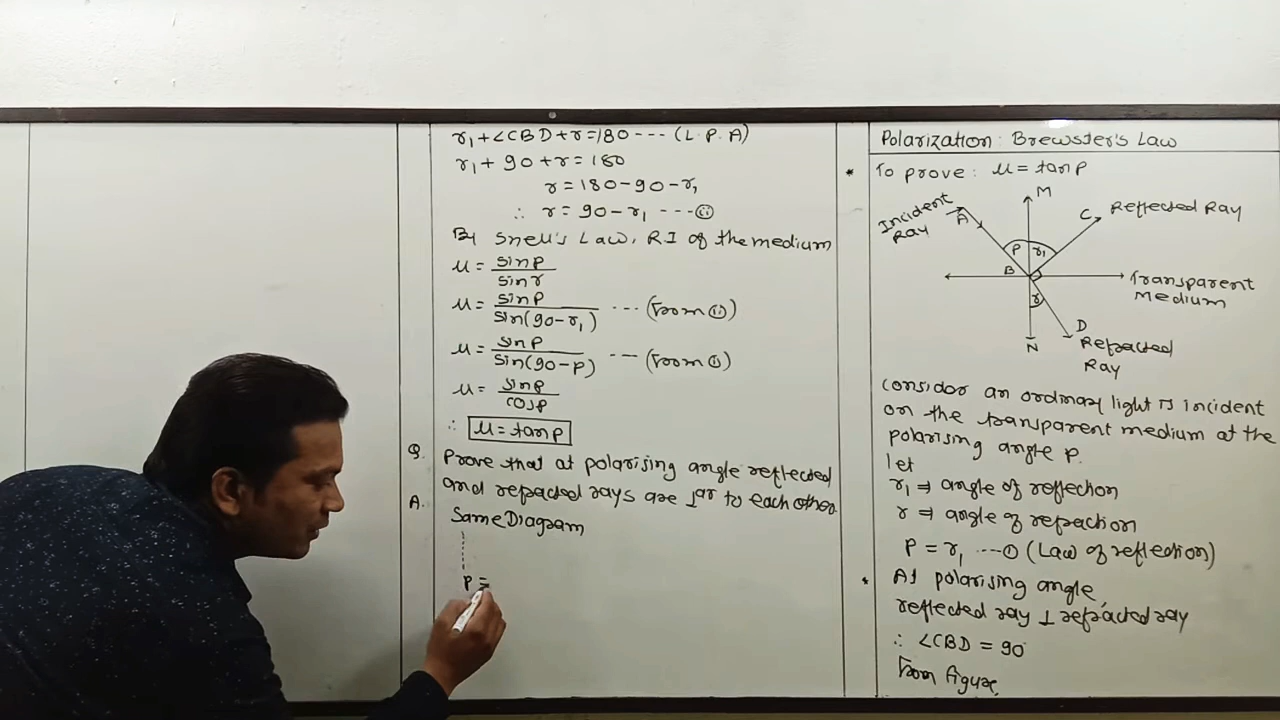 Polarization: Brewster's Law
* To prove: μ = tanp
M
Incident Ray
A
C
Reflected Ray
P
r₁
B
Transparent Medium
r
D
N
Refracted Ray
Consider an ordinary light is incident
on the transparent medium at the
polarising angle p.
let
r₁ ⇒ angle of reflection
r ⇒ angle of refraction
P = r₁ ---① (Law of reflection)
* At polarising angle,
reflected ray ⊥ refracted ray
∴ ∠CBD = 90
From figure,
r₁+∠CBD+r=180--- (L.P.A)
r₁+ 90+r=180
r=180-90-r₁
∴ r=90-r₁ ---②
By Snell's Law, RI of the medium
μ = sinp / sinr
μ = sinp / sin(90-r₁) --- (From ②)
μ = sinp / sin(90-p) --- (From ①)
μ = sinp / cosp
∴ μ=tanp
Q. Prove that at polarising angle reflected
and refracted rays are ⊥ar to each other.
A. Same Diagram
P =